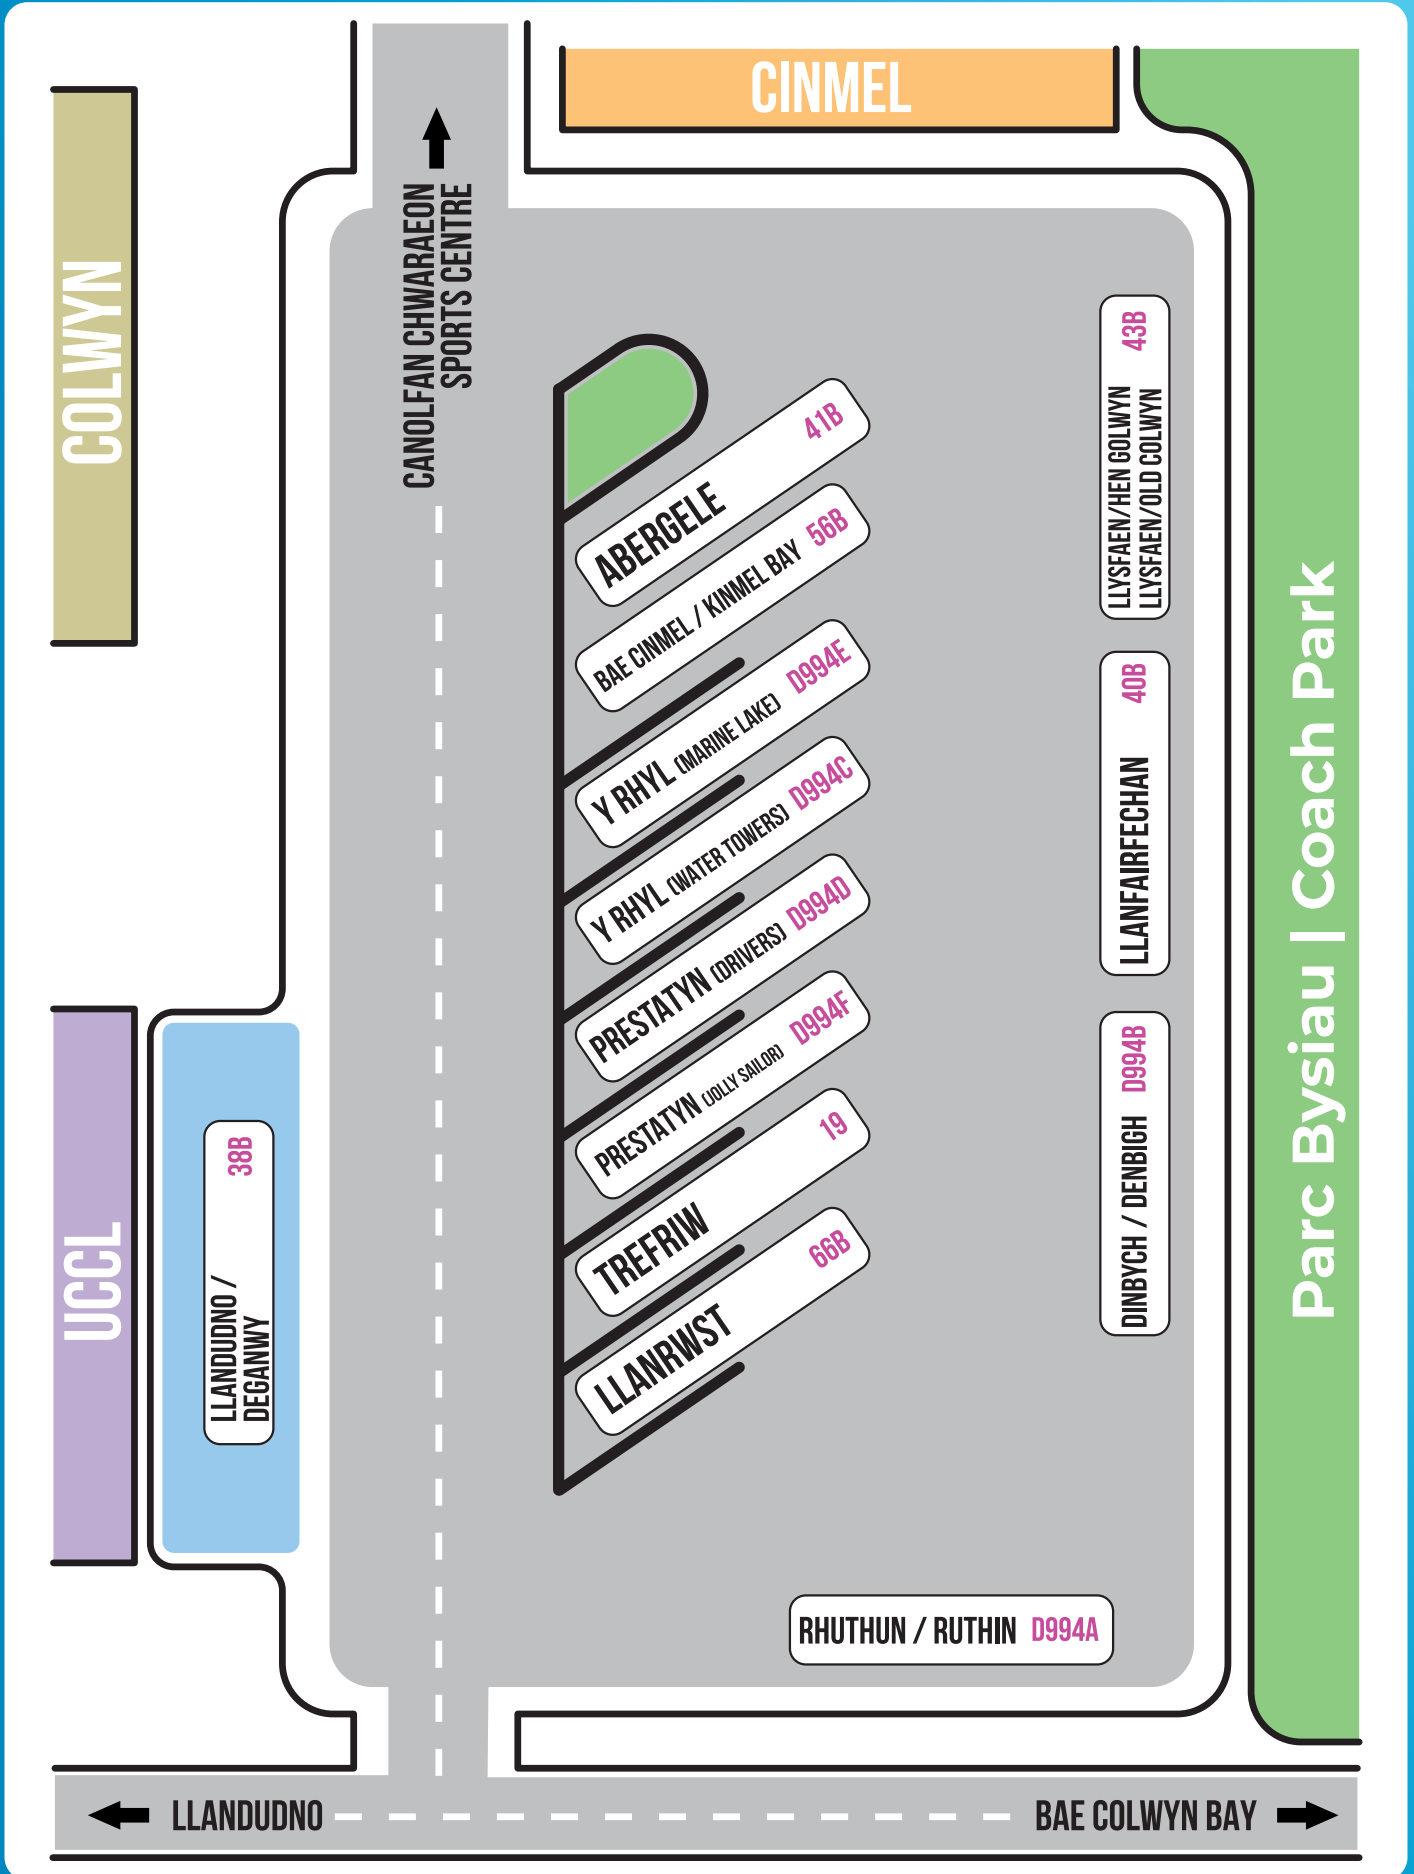 CINMEL
COLWYN
CANOLFAN CHWARAEON
SPORTS CENTRE
ABERGELE 41B
BAE CINMEL / KINMEL BAY 56B
Y RHYL (MARINE LAKE) D994E
Y RHYL (WATER TOWERS) D994C
PRESTATYN (DRIVERS) D994D
PRESTATYN (JOLLY SAILOR) D994F
TREFRIW 19
LLANRWST 66B
43B
LLYSFAEN/HEN GOLWYN
LLYSFAEN/OLD COLWYN
LLANFAIRFECHAN 40B
DINBYCH / DENBIGH D994B
Parc Bysiau | Coach Park
UCCL
38B
LLANDUDNO /
DEGANWY
RHUTHUN / RUTHIN D994A
LLANDUDNO
BAE COLWYN BAY